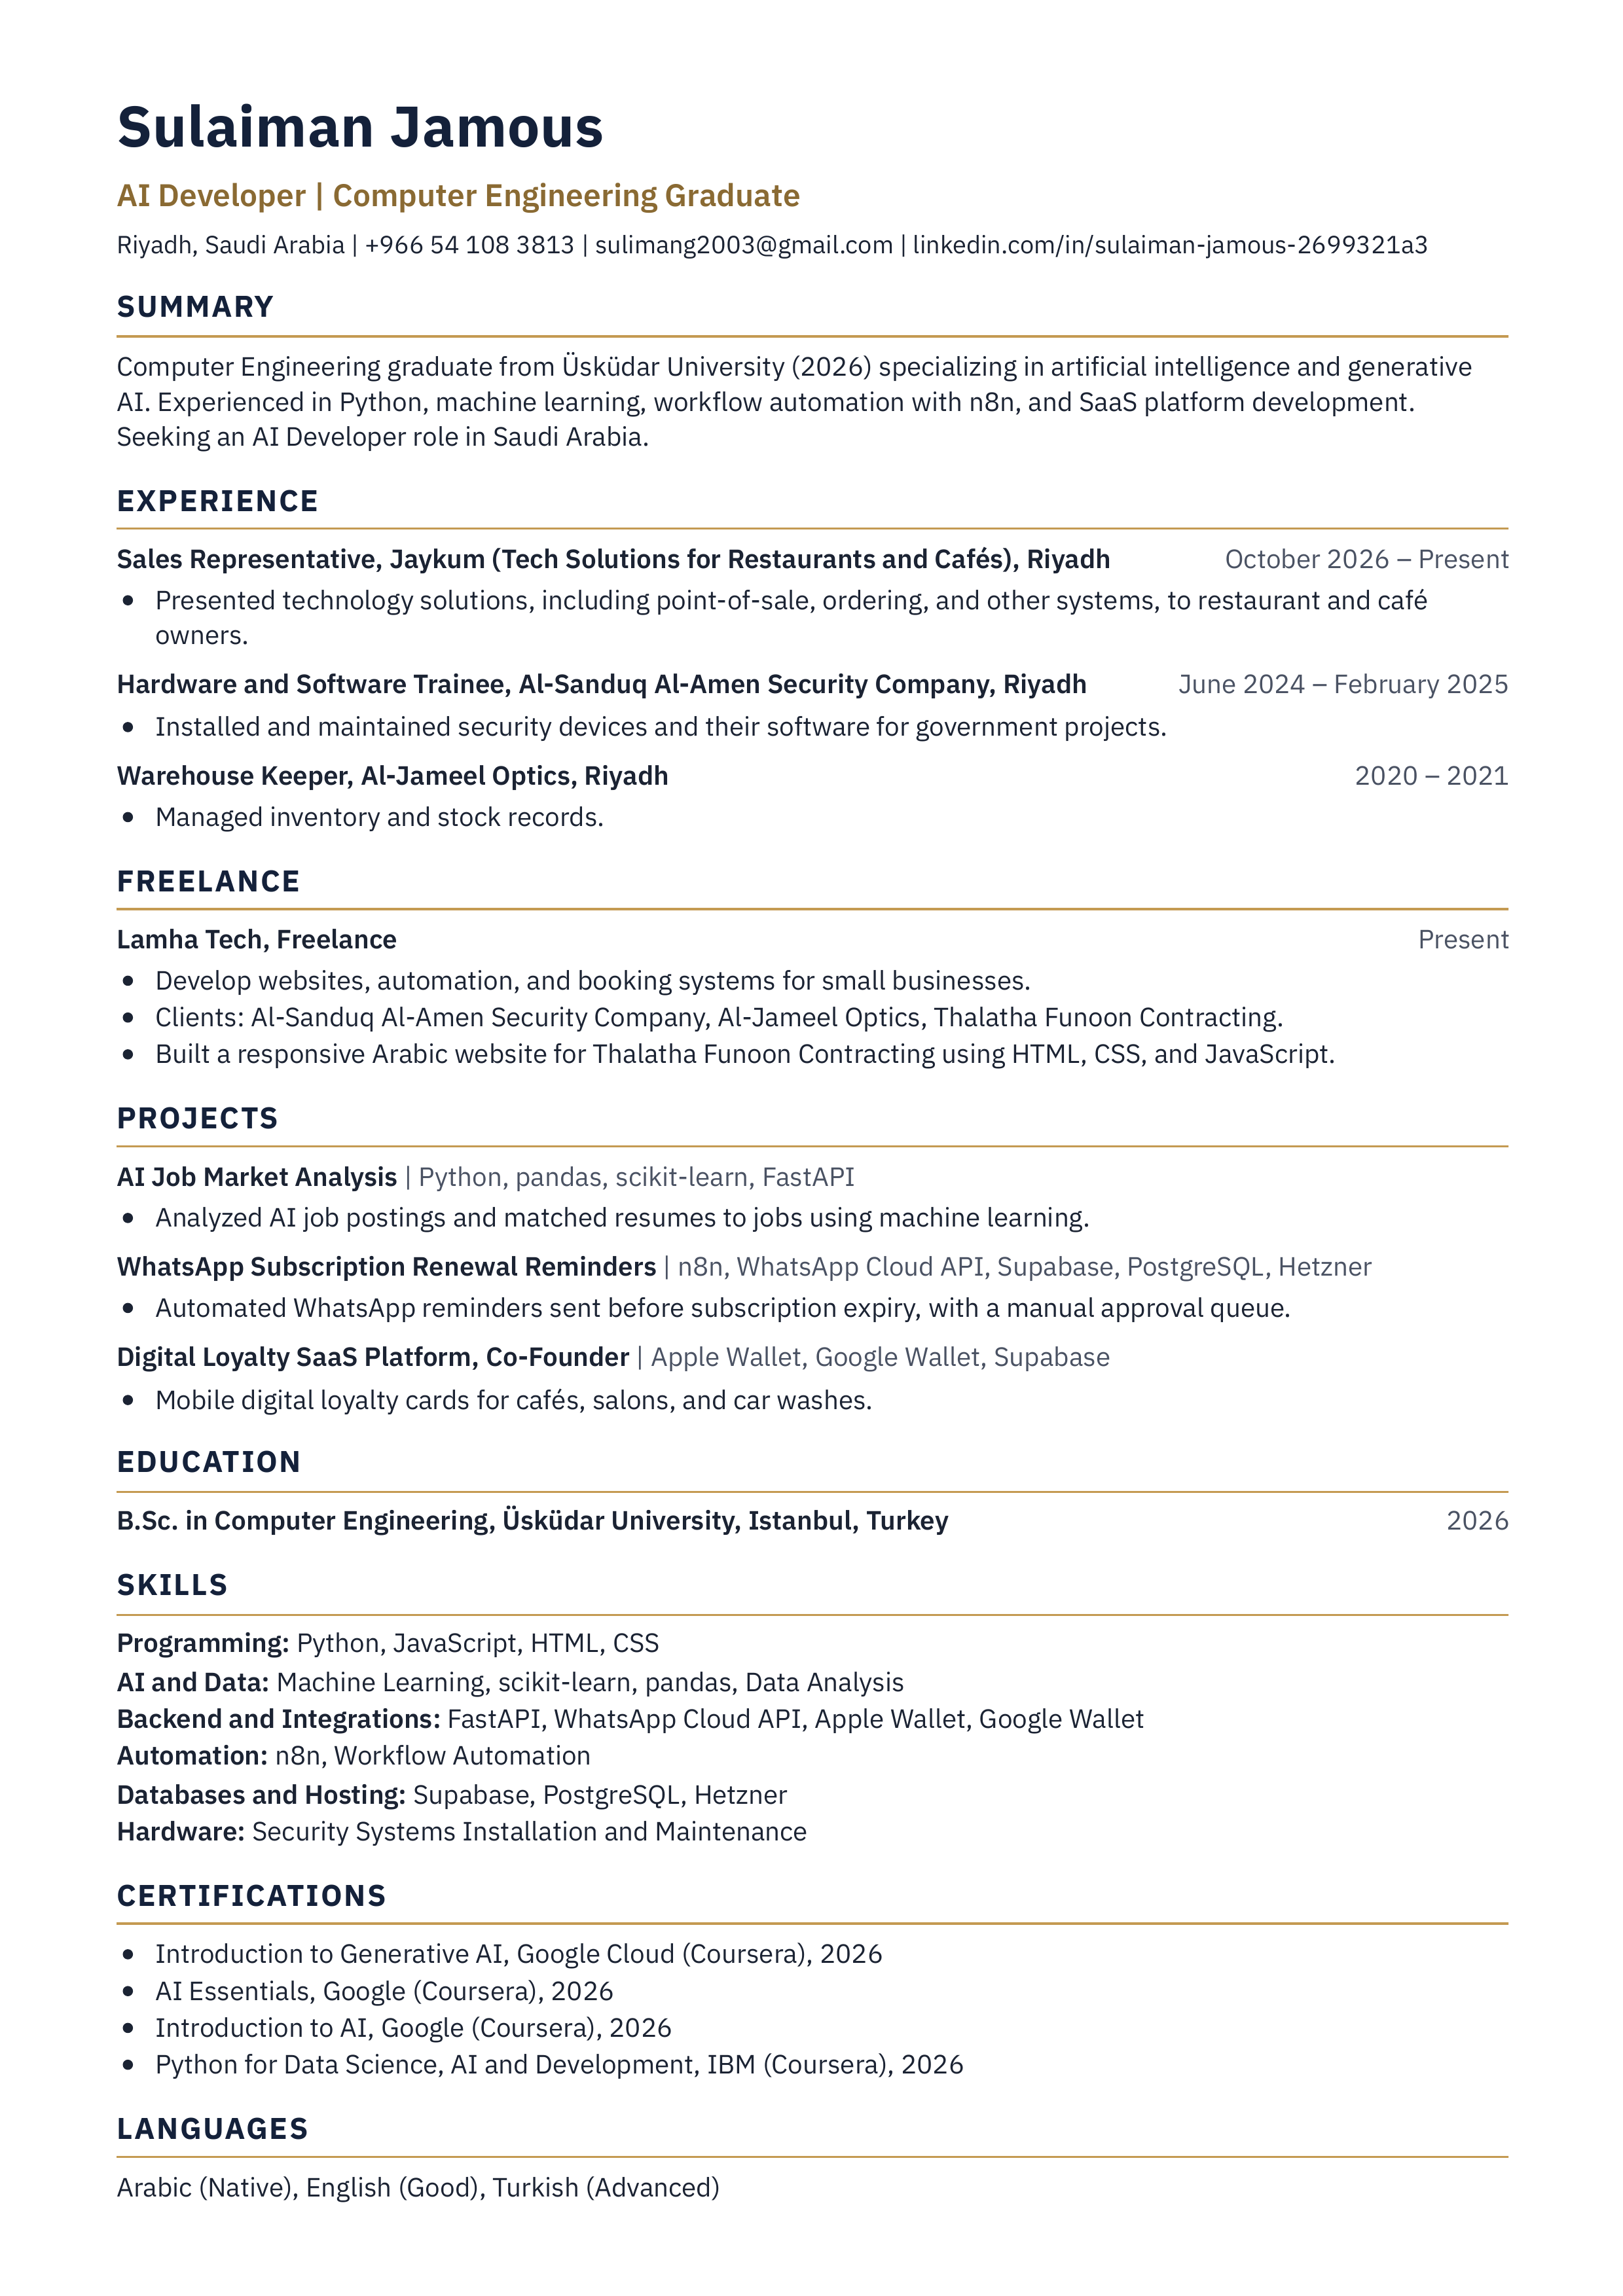 Sulaiman Jamous
AI Developer | Computer Engineering Graduate
Riyadh, Saudi Arabia | +966 54 108 3813 | sulimang2003@gmail.com | linkedin.com/in/sulaiman-jamous-2699321a3
SUMMARY
Computer Engineering graduate from Üsküdar University (2026) specializing in artificial intelligence and generative
AI. Experienced in Python, machine learning, workflow automation with n8n, and SaaS platform development.
Seeking an AI Developer role in Saudi Arabia.
EXPERIENCE
Sales Representative, Jaykum (Tech Solutions for Restaurants and Cafés), Riyadh October 2026 – Present
• Presented technology solutions, including point-of-sale, ordering, and other systems, to restaurant and café
owners.
Hardware and Software Trainee, Al-Sanduq Al-Amen Security Company, Riyadh June 2024 – February 2025
• Installed and maintained security devices and their software for government projects.
Warehouse Keeper, Al-Jameel Optics, Riyadh 2020 – 2021
• Managed inventory and stock records.
FREELANCE
Lamha Tech, Freelance Present
• Develop websites, automation, and booking systems for small businesses.
• Clients: Al-Sanduq Al-Amen Security Company, Al-Jameel Optics, Thalatha Funoon Contracting.
• Built a responsive Arabic website for Thalatha Funoon Contracting using HTML, CSS, and JavaScript.
PROJECTS
AI Job Market Analysis | Python, pandas, scikit-learn, FastAPI
• Analyzed AI job postings and matched resumes to jobs using machine learning.
WhatsApp Subscription Renewal Reminders | n8n, WhatsApp Cloud API, Supabase, PostgreSQL, Hetzner
• Automated WhatsApp reminders sent before subscription expiry, with a manual approval queue.
Digital Loyalty SaaS Platform, Co-Founder | Apple Wallet, Google Wallet, Supabase
• Mobile digital loyalty cards for cafés, salons, and car washes.
EDUCATION
B.Sc. in Computer Engineering, Üsküdar University, Istanbul, Turkey 2026
SKILLS
Programming: Python, JavaScript, HTML, CSS
AI and Data: Machine Learning, scikit-learn, pandas, Data Analysis
Backend and Integrations: FastAPI, WhatsApp Cloud API, Apple Wallet, Google Wallet
Automation: n8n, Workflow Automation
Databases and Hosting: Supabase, PostgreSQL, Hetzner
Hardware: Security Systems Installation and Maintenance
CERTIFICATIONS
• Introduction to Generative AI, Google Cloud (Coursera), 2026
• AI Essentials, Google (Coursera), 2026
• Introduction to AI, Google (Coursera), 2026
• Python for Data Science, AI and Development, IBM (Coursera), 2026
LANGUAGES
Arabic (Native), English (Good), Turkish (Advanced)